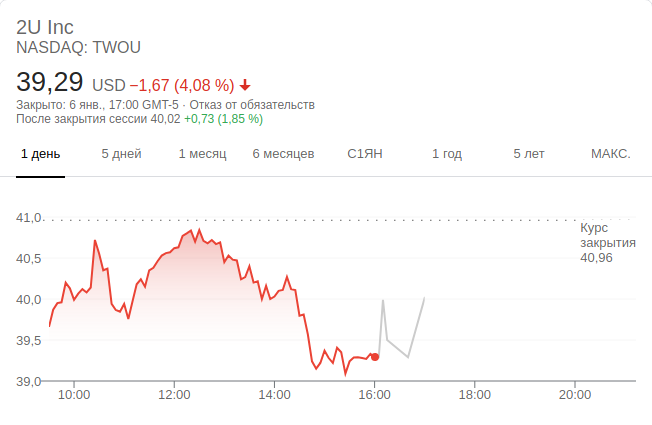 2U Inc
NASDAQ: TWOU
39,29 USD −1,67 (4,08 %)
Закрыто: 6 янв., 17:00 GMT-5 · Отказ от обязательств
После закрытия сессии 40,02 +0,73 (1,85 %)
1 день 5 дней 1 месяц 6 месяцев С1ЯН 1 год 5 лет МАКС.
41,0
Курс
закрытия
40,96
40,5
40,0
39,5
39,0
10:00 12:00 14:00 16:00 18:00 20:00